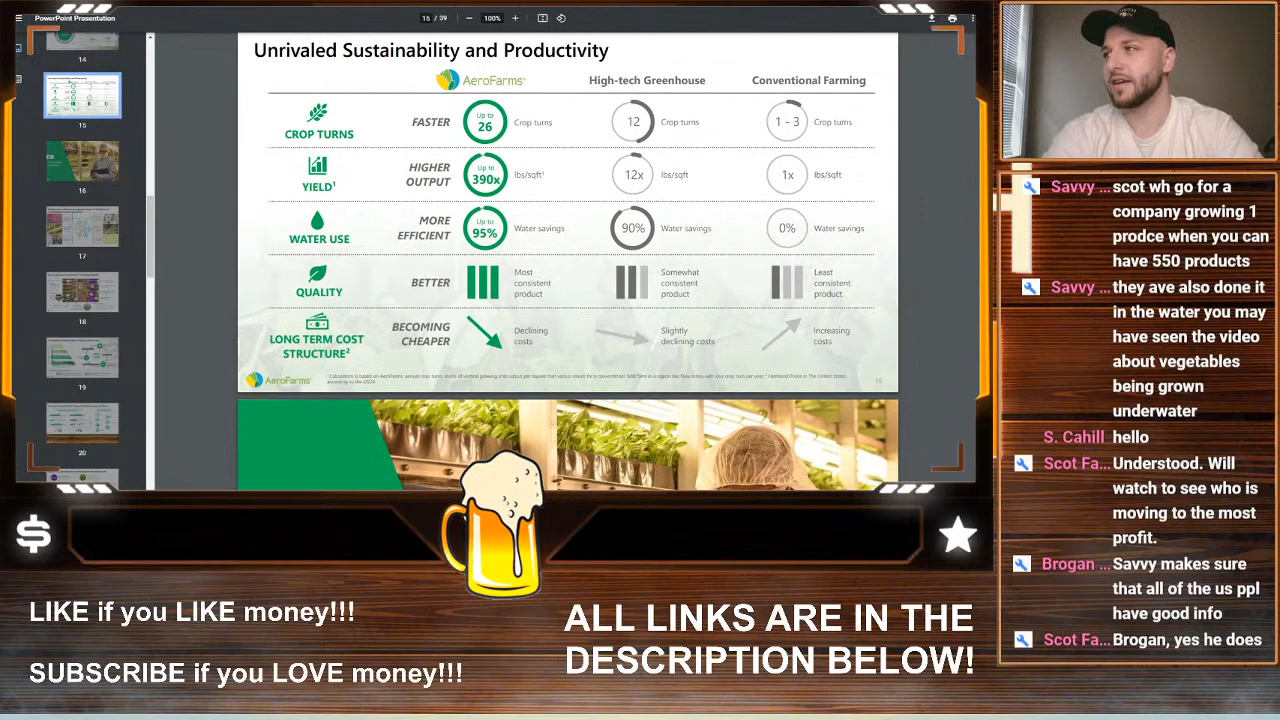 PowerPoint Presentation
15 / 39
100%
14
15
16
17
18
19
20
Unrivaled Sustainability and Productivity
AeroFarms
High-tech Greenhouse
Conventional Farming
CROP TURNS
FASTER
Up to
26
Crop turns
12
Crop turns
1 - 3
Crop turns
YIELD¹
HIGHER
OUTPUT
Up to
390x
lbs/sqft¹
12x
lbs/sqft
1x
lbs/sqft
WATER USE
MORE
EFFICIENT
Up to
95%
Water savings
90%
Water savings
0%
Water savings
QUALITY
BETTER
Most
consistent
product
Somewhat
consistent
product
Least
consistent
product
LONG TERM COST
STRUCTURE²
BECOMING
CHEAPER
Declining
costs
Slightly
declining costs
Increasing
costs
AeroFarms
15
Savvy ... scot wh go for a
company growing 1
prodce when you can
have 550 products
Savvy ... they ave also done it
in the water you may
have seen the video
about vegetables
being grown
underwater
S. Cahill hello
Scot Fa... Understood. Will
watch to see who is
moving to the most
profit.
Brogan ... Savvy makes sure
that all of the us ppl
have good info
Scot Fa... Brogan, yes he does
$
LIKE if you LIKE money!!!
SUBSCRIBE if you LOVE money!!!
ALL LINKS ARE IN THE
DESCRIPTION BELOW!